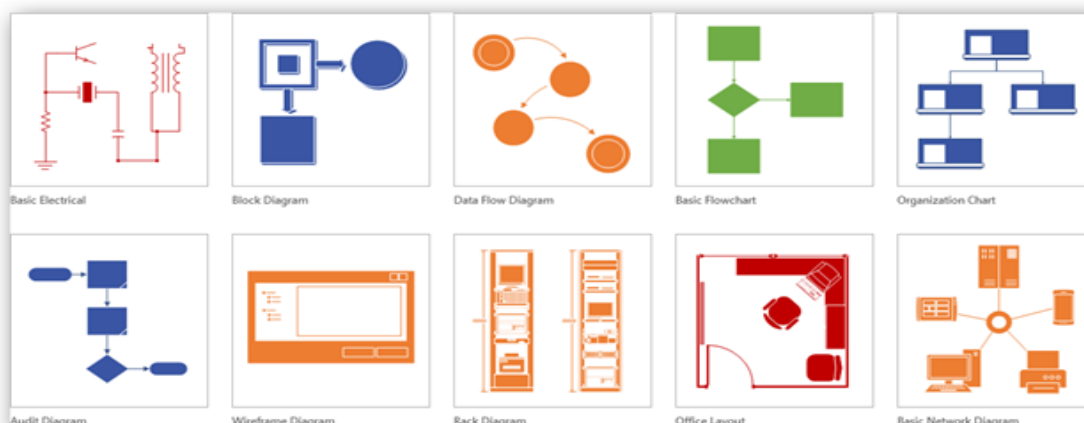 Basic Electrical
Block Diagram
Data Flow Diagram
Basic Flowchart
Organization Chart
Audit Diagram
Wireframe Diagram
Rack Diagram
Office Layout
Basic Network Diagram